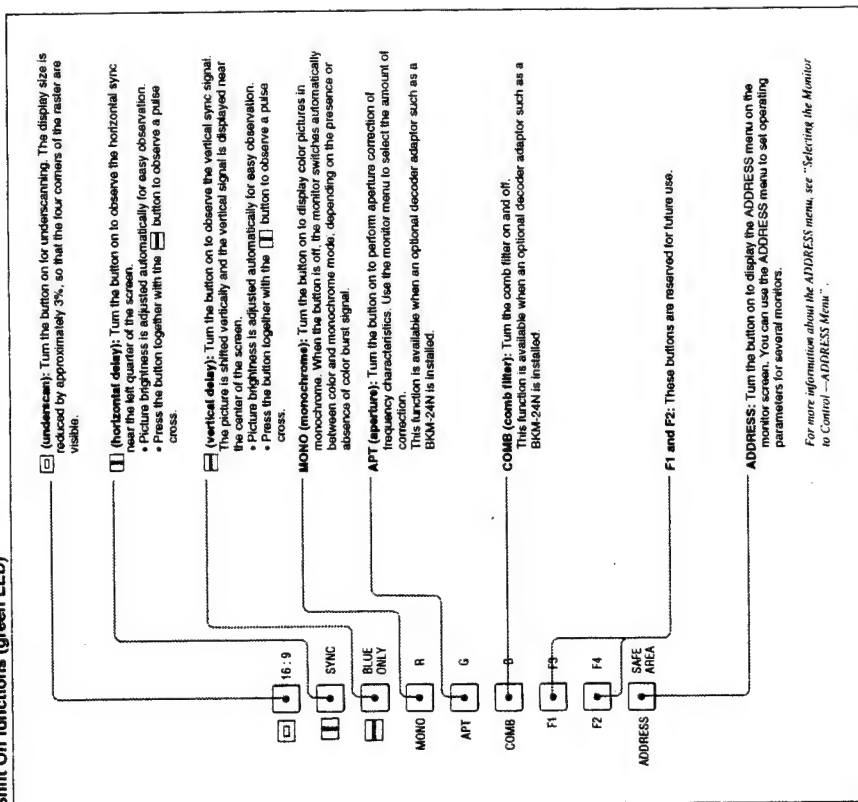 Shift On functions (green LED)
16 : 9
SYNC
BLUE
ONLY
MONO R
APT G
COMB B
F1 F3
F2 F4
ADDRESS SAFE
AREA
(underscan): Turn the button on for underscanning. The display size is
reduced by approximately 3%, so that the four corners of the raster are
visible.
(horizontal delay): Turn the button on to observe the horizontal sync
near the left quarter of the screen.
• Picture brightness is adjusted automatically for easy observation.
• Press the button together with the button to observe a pulse
cross.
(vertical delay): Turn the button on to observe the vertical sync signal.
The picture is shifted vertically and the vertical signal is displayed near
the center of the screen.
• Picture brightness is adjusted automatically for easy observation.
• Press the button together with the button to observe a pulse
cross.
MONO (monochrome): Turn the button on to display color pictures in
monochrome. When the button is off, the monitor switches automatically
between color and monochrome mode, depending on the presence or
absence of color burst signal.
APT (aperture): Turn the button on to perform aperture correction of
frequency characteristics. Use the monitor menu to select the amount of
correction.
This function is available when an optional decoder adaptor such as a
BKM-24N is installed.
COMB (comb filter): Turn the comb filter on and off.
This function is available when an optional decoder adaptor such as a
BKM-24N is installed.
F1 and F2: These buttons are reserved for future use.
ADDRESS: Turn the button on to display the ADDRESS menu on the
monitor screen. You can use the ADDRESS menu to set operating
parameters for several monitors.
For more information about the ADDRESS menu, see "Selecting the Monitor
to Control—ADDRESS Menu".